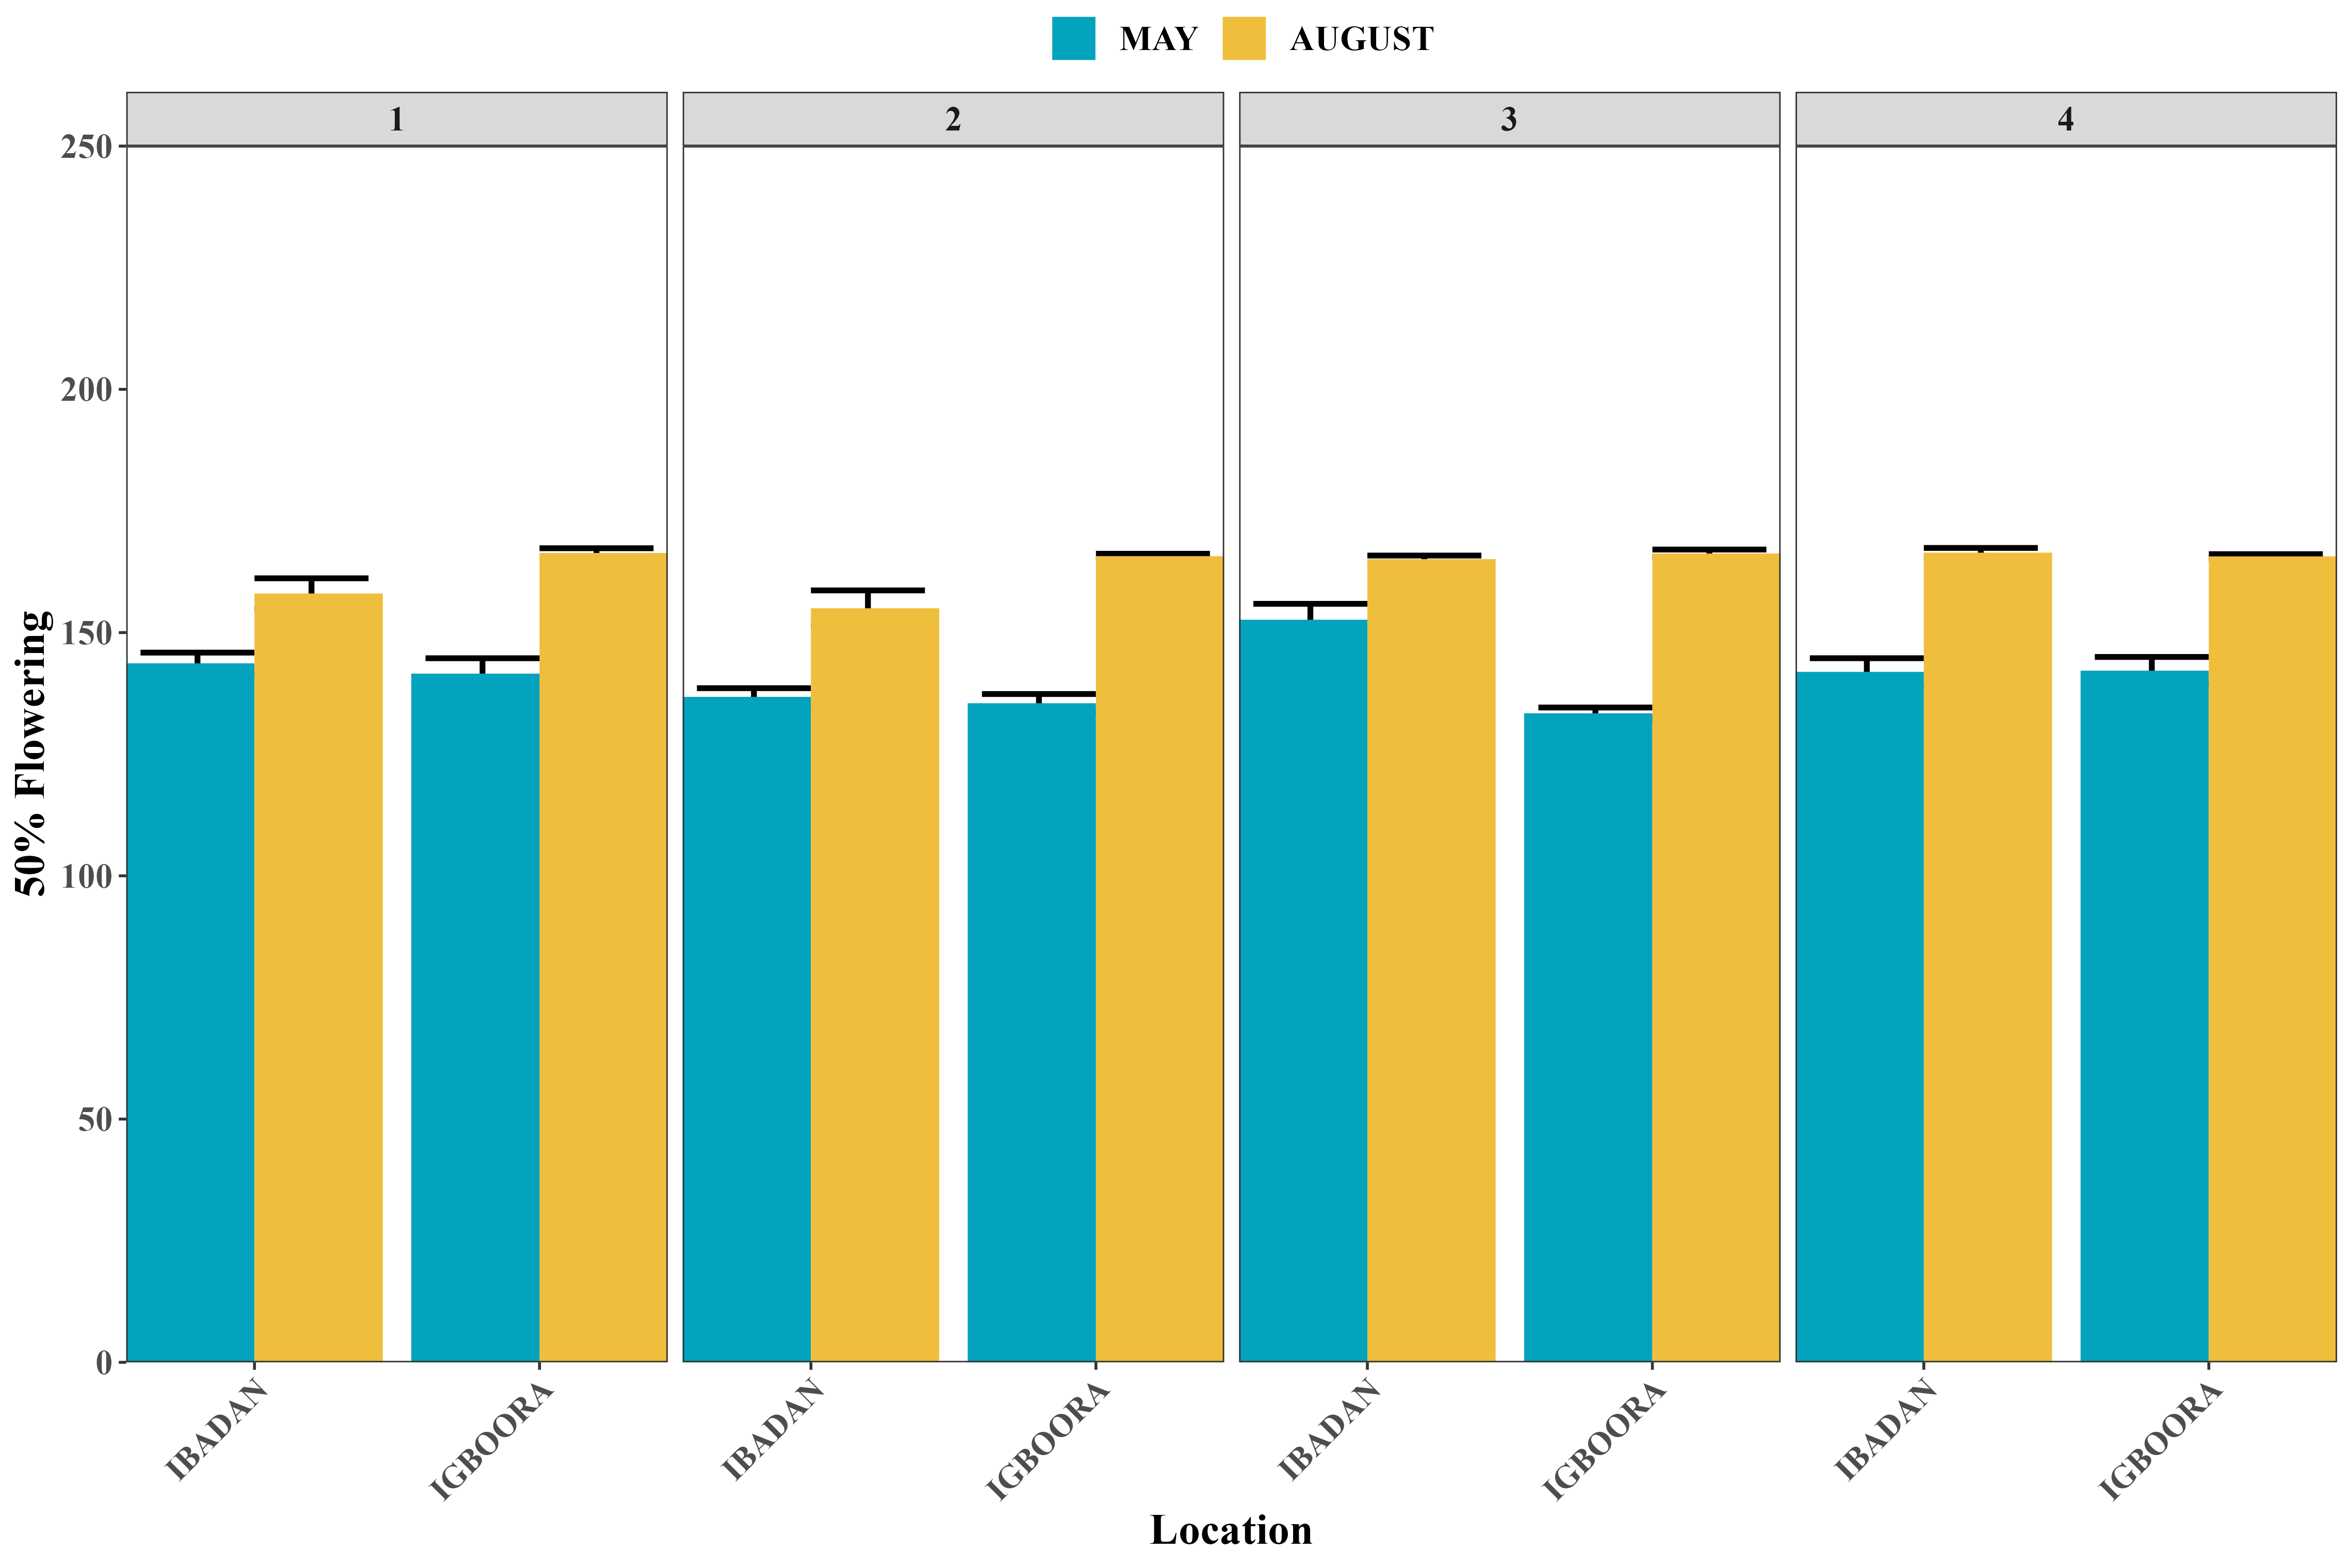 MAY AUGUST
1 2 3 4
250
200
150
100
50
0
50% Flowering
IBADAN IGBOORA IBADAN IGBOORA IBADAN IGBOORA IBADAN IGBOORA
Location